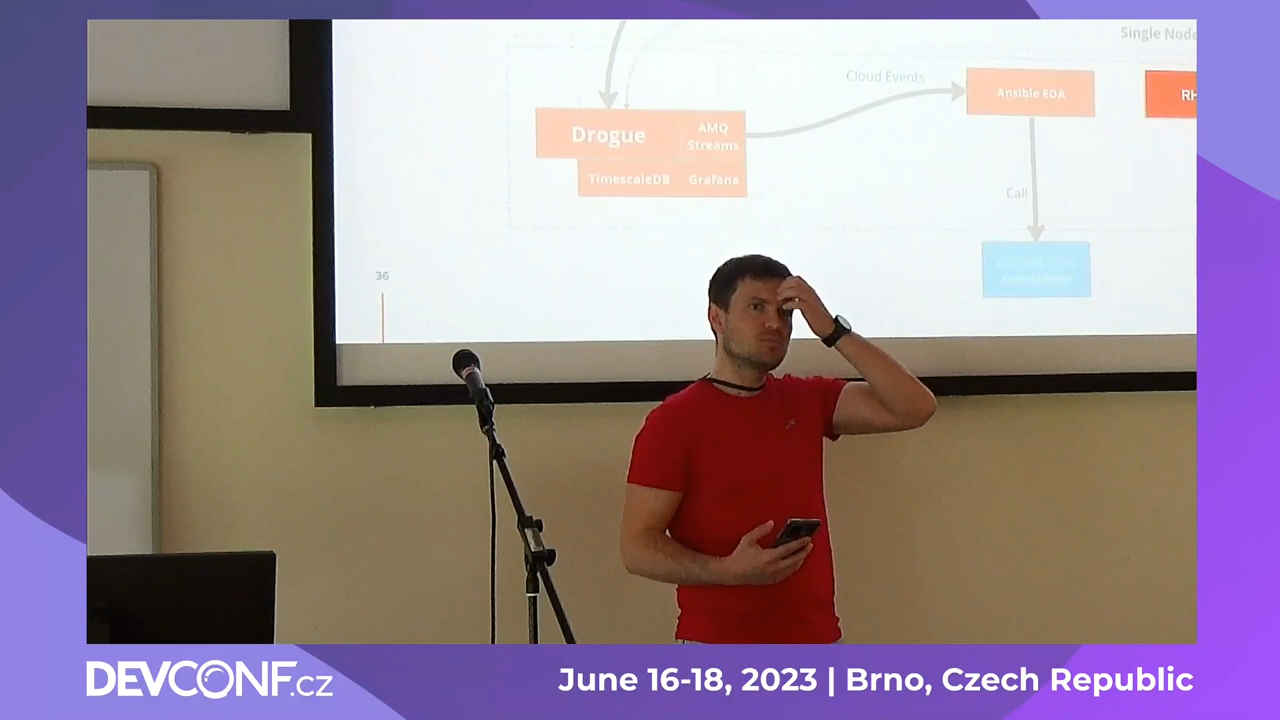 Single Node
Cloud Events
Ansible EDA
RH
Drogue
AMQ
Streams
TimescaleDB
Grafana
Call
36
DEVCONF.cz
June 16-18, 2023 | Brno, Czech Republic